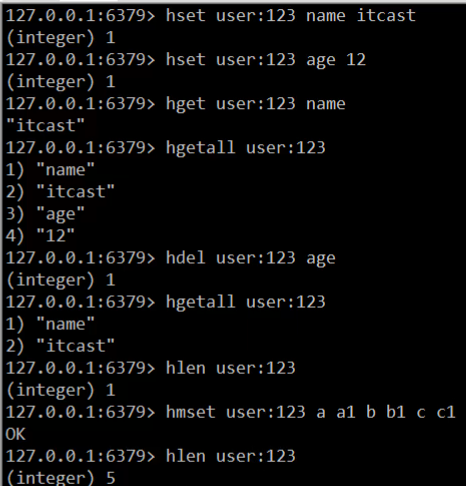 127.0.0.1:6379> hset user:123 name itcast
(integer) 1
127.0.0.1:6379> hset user:123 age 12
(integer) 1
127.0.0.1:6379> hget user:123 name
"itcast"
127.0.0.1:6379> hgetall user:123
1) "name"
2) "itcast"
3) "age"
4) "12"
127.0.0.1:6379> hdel user:123 age
(integer) 1
127.0.0.1:6379> hgetall user:123
1) "name"
2) "itcast"
127.0.0.1:6379> hlen user:123
(integer) 1
127.0.0.1:6379> hmset user:123 a a1 b b1 c c1
OK
127.0.0.1:6379> hlen user:123
(integer) 5